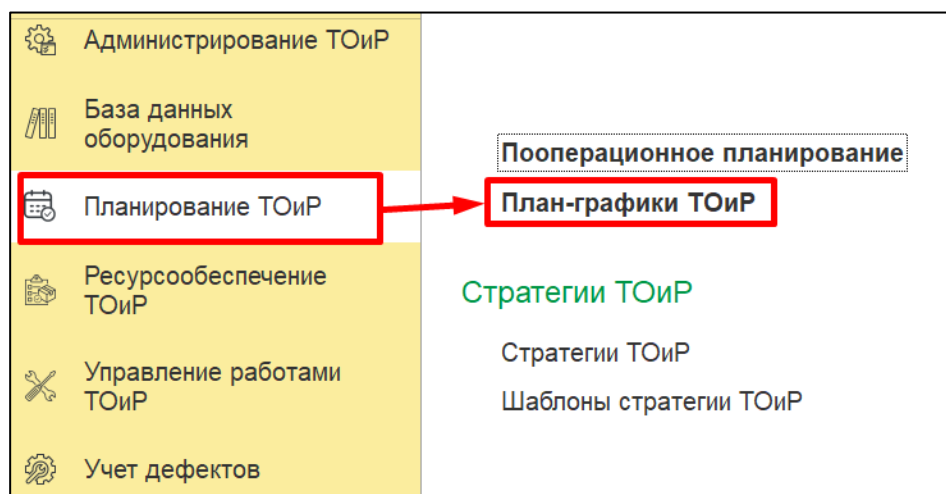 Администрирование ТОиР
База данных
оборудования
Планирование ТОиР
Ресурсообеспечение
ТОиР
Управление работами
ТОиР
Учет дефектов
Пооперационное планирование
План-графики ТОиР
Стратегии ТОиР
Стратегии ТОиР
Шаблоны стратегии ТОиР